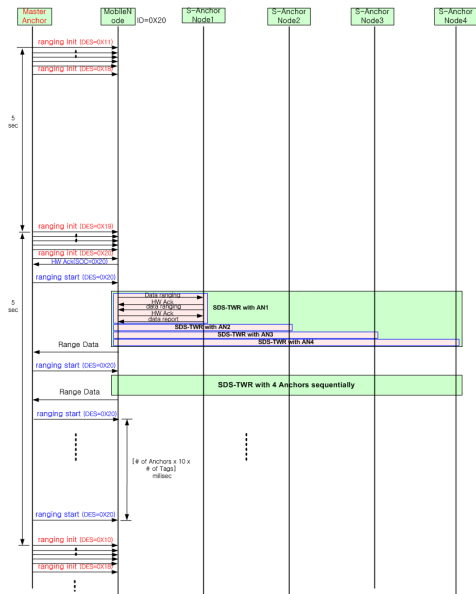 Master
Anchor
MobileN
ode
ID=0X20
S-Anchor
Node1
S-Anchor
Node2
S-Anchor
Node3
S-Anchor
Node4
ranging init (DES=0X11)
ranging init (DES=0X18)
5
sec
ranging init (DES=0X19)
ranging init (DES=0X20)
HW Ack(SOC=0X20)
ranging start (DES=0X20)
5
sec
Data ranging
HW Ack
data ranging
HW Ack
data report
SDS-TWR with AN1
SDS-TWR with AN2
SDS-TWR with AN3
SDS-TWR with AN4
Range Data
ranging start (DES=0X20)
SDS-TWR with 4 Anchors sequentially
Range Data
ranging start (DES=0X20)
[# of Anchors x 10 x
# of Tags]
millsec
ranging start (DES=0X20)
ranging init (DES=0X10)
ranging init (DES=0X18)